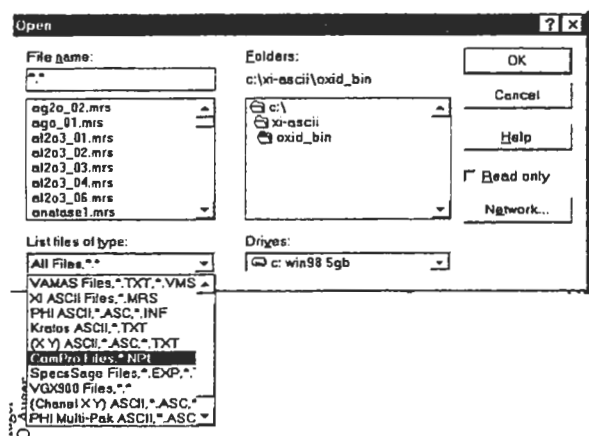 Open
File name:
*.*
ag2o_02.mrs
ago_01.mrs
al2o3_01.mrs
al2o3_02.mrs
al2o3_03.mrs
al2o3_04.mrs
al2o3_06.mrs
anatase1.mrs
List files of type:
All Files,*.*
VAMAS Files,*.TXT,*.VMS
XI ASCII Files,*.MRS
PHI ASCII,*.ASC,*.INF
Kratos ASCII,*.TXT
(X Y) ASCII,*.ASC,*.TXT
ComPro Files,*.NPL
SpecsSage Files,*.EXP,*.
VGX900 Files,*.*
(Chanel X Y) ASCII,*.ASC,*
PHI Multi-Pak ASCII,*.ASC
Folders:
c:\xi-ascii\oxid_bin
c:\
xi-ascii
oxid_bin
Drives:
c: win98 5gb
OK
Cancel
Help
Read only
Network...